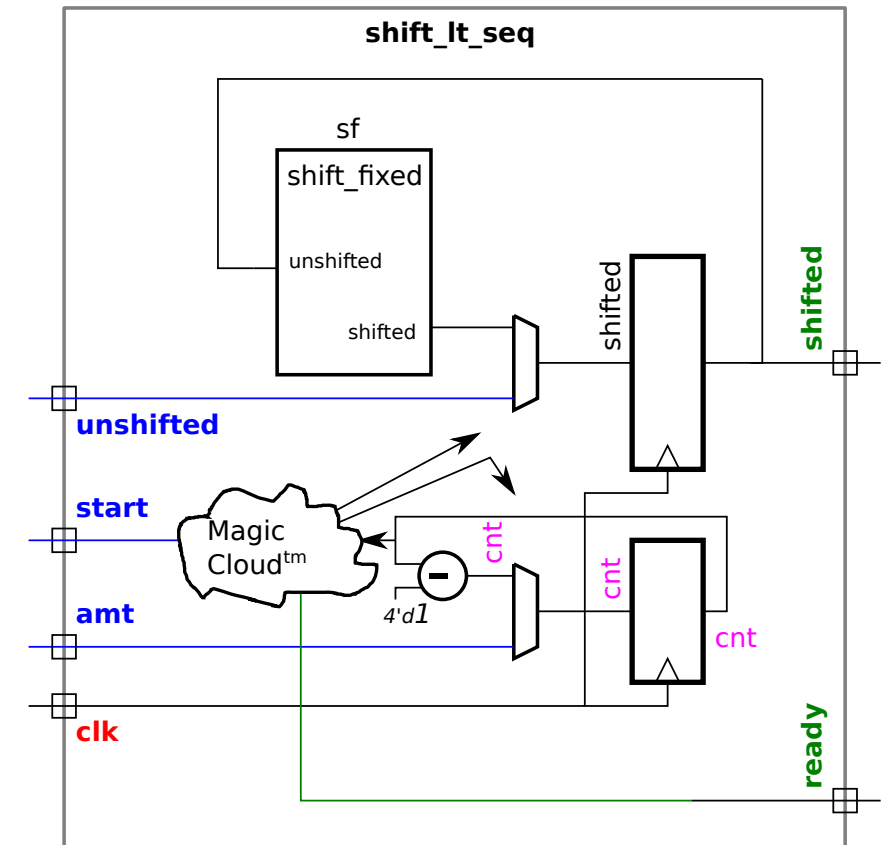 shift_lt_seq
sf
shift_fixed
unshifted
shifted
shifted
shifted
unshifted
start
Magic
Cloudtm
cnt
cnt
4'd1
amt
cnt
clk
ready